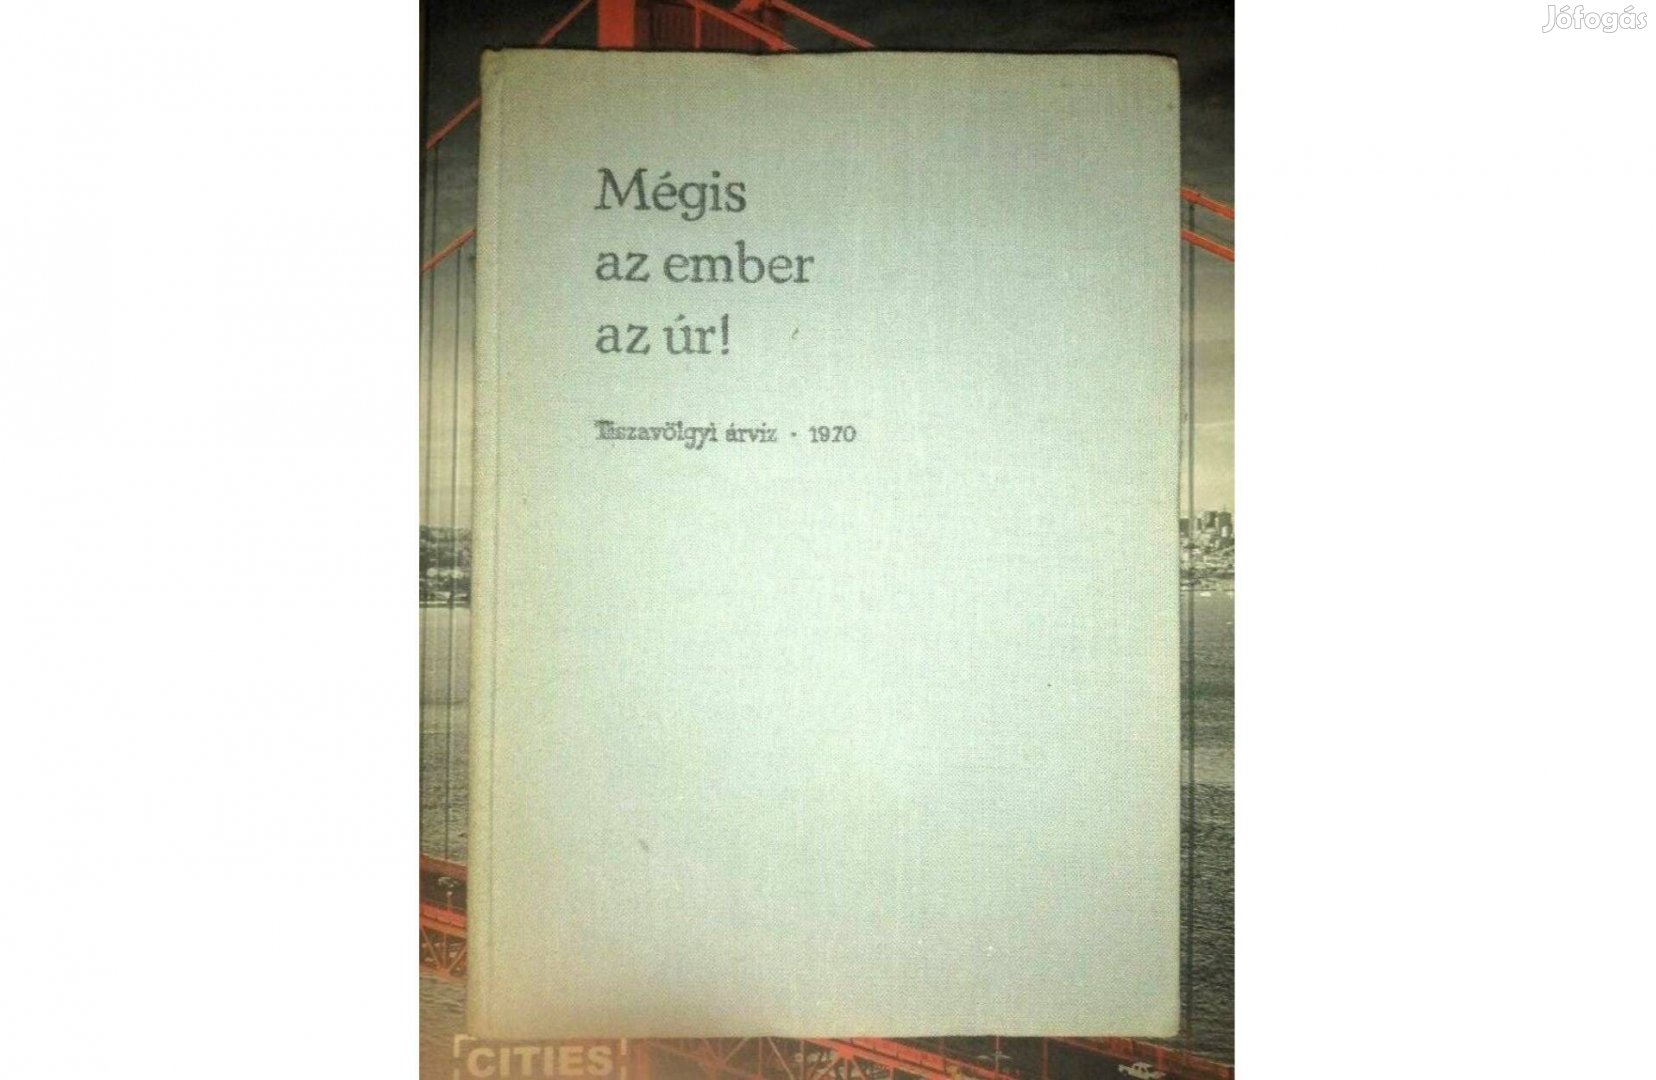 Jófogás
Mégis
az ember
az úr!
Tiszavölgyi árvíz · 1970
CITIES